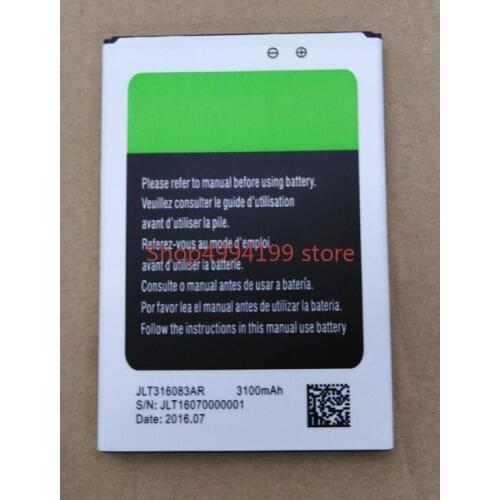 ⊖ ⊕
Please refer to manual before using battery.
Veuillez consulter le guide d'utilisation
avant d'utiliser la pile.
Referez-vous au mode d'emploi
Shop4994199 store
avant d'utiliser la batterie.
Consulte o manual antes de usar a batería.
Por favor lea el manual antes de utilizar la bateria.
Follow the instructions in this manual use battery
JLT316083AR 3100mAh
S/N: JLT16070000001
Date: 2016.07